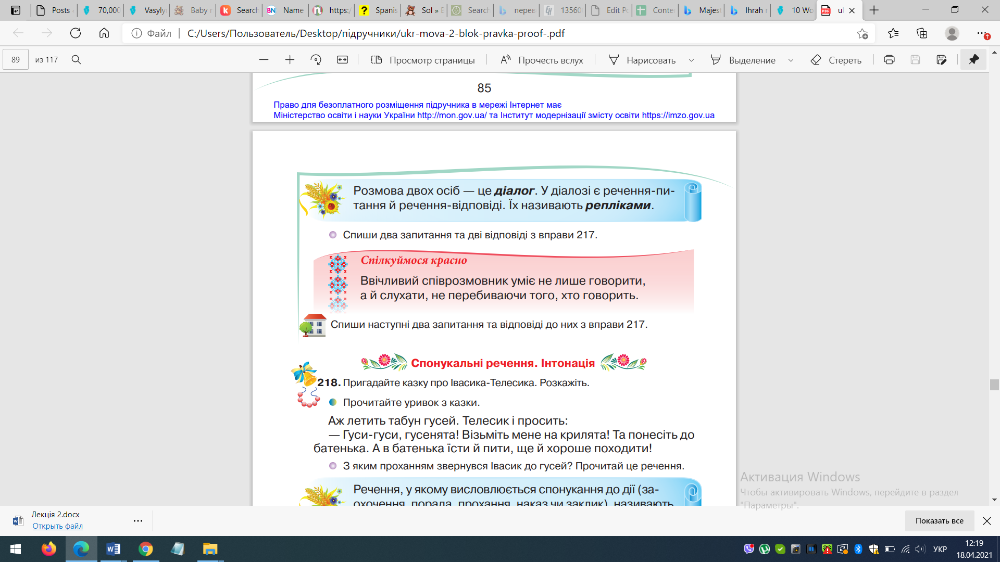 Posts
70,000
Vasyly
Baby
Search
Name
https:/
Spanis
Sol » E
Search
перев
13560
Edit Po
Conte
Majest
Ihrah
10 Wo
Файл
C:/Users/Пользователь/Desktop/підручники/ukr-mova-2-blok-pravka-proof-.pdf
89 из 117
Просмотр страницы
Прочесть вслух
Нарисовать
Выделение
Стереть
85
Право для безоплатного розміщення підручника в мережі Інтернет має
Міністерство освіти і науки України http://mon.gov.ua/ та Інститут модернізації змісту освіти https://imzo.gov.ua
Розмова двох осіб — це діалог. У діалозі є речення-пи-
тання й речення-відповіді. Їх називають репліками.
Спиши два запитання та дві відповіді з вправи 217.
Спілкуймося красно
Ввічливий співрозмовник уміє не лише говорити,
а й слухати, не перебиваючи того, хто говорить.
Спиши наступні два запитання та відповіді до них з вправи 217.
Спонукальні речення. Інтонація
218. Пригадайте казку про Івасика-Телесика. Розкажіть.
Прочитайте уривок з казки.
Аж летить табун гусей. Телесик і просить:
— Гуси-гуси, гусенята! Візьміть мене на крилята! Та понесіть до
батенька. А в батенька їсти й пити, ще й хороше походити!
З яким проханням звернувся Івасик до гусей? Прочитай це речення.
Речення, у якому висловлюється спонукання до дії (за-
охочення, порада, прохання, наказ чи заклик), називають
Активация Windows
Чтобы активировать Windows, перейдите в раздел
"Параметры".
Лекція 2.docx
Открыть файл
Показать все
УКР
12:19
18.04.2021